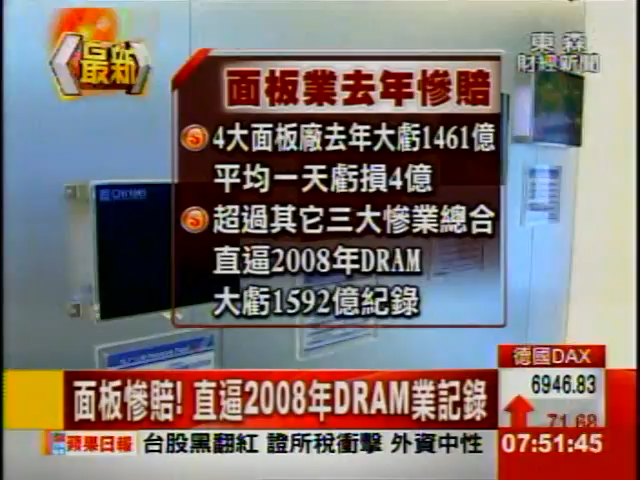 最新
東森
財經新聞
面板業去年慘賠
4大面板廠去年大虧1461億
平均一天虧損4億
超過其它三大慘業總合
直逼2008年DRAM
大虧1592億紀錄
德國DAX
6946.83
71.68
面板慘賠! 直逼2008年DRAM業記錄
蘋果日報 台股黑翻紅 證所稅衝擊 外資中性
07:51:45